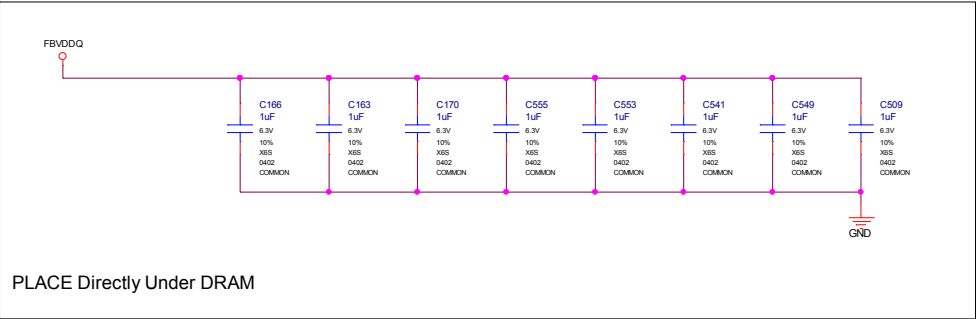 FBVDDQ
C166
1uF
6.3V
10%
X6S
0402
COMMON
C163
1uF
6.3V
10%
X6S
0402
COMMON
C170
1uF
6.3V
10%
X6S
0402
COMMON
C555
1uF
6.3V
10%
X6S
0402
COMMON
C553
1uF
6.3V
10%
X6S
0402
COMMON
C541
1uF
6.3V
10%
X6S
0402
COMMON
C549
1uF
6.3V
10%
X6S
0402
COMMON
C509
1uF
6.3V
10%
X6S
0402
COMMON
GND
PLACE Directly Under DRAM